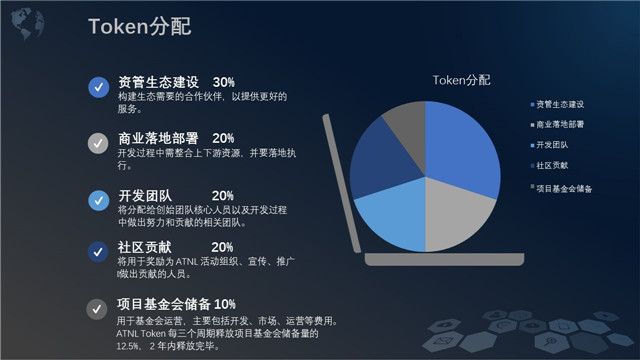 Token分配
资管生态建设 30%
构建生态需要的合作伙伴，以提供更好的
服务。
商业落地部署 20%
开发过程中需整合上下游资源，并要落地执
行。
开发团队 20%
将分配给创始团队核心人员以及开发过程
中做出努力和贡献的相关团队。
社区贡献 20%
将用于奖励为 ATNL 活动组织、宣传、推广
I做出贡献的人员。
项目基金会储备 10%
用于基金会运营，主要包括开发、市场、运营等费用。
ATNL Token 每三个周期释放项目基金会储备量的
12.5%， 2 年内释放完毕。
Token分配
资管生态建设
商业落地部署
开发团队
社区贡献
项目基金会储备